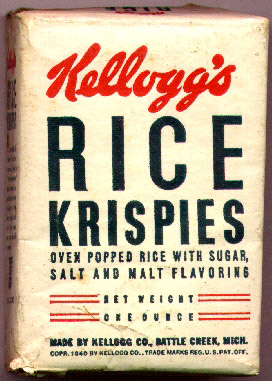 Kellogg's
RICE
KRISPIES
OVEN POPPED RICE WITH SUGAR,
SALT AND MALT FLAVORING
NET WEIGHT
ONE OUNCE
MADE BY KELLOGG CO., BATTLE CREEK, MICH.
COPR. 1940 BY KELLOGG CO., TRADE MARKS REG. U.S. PAT. OFF.